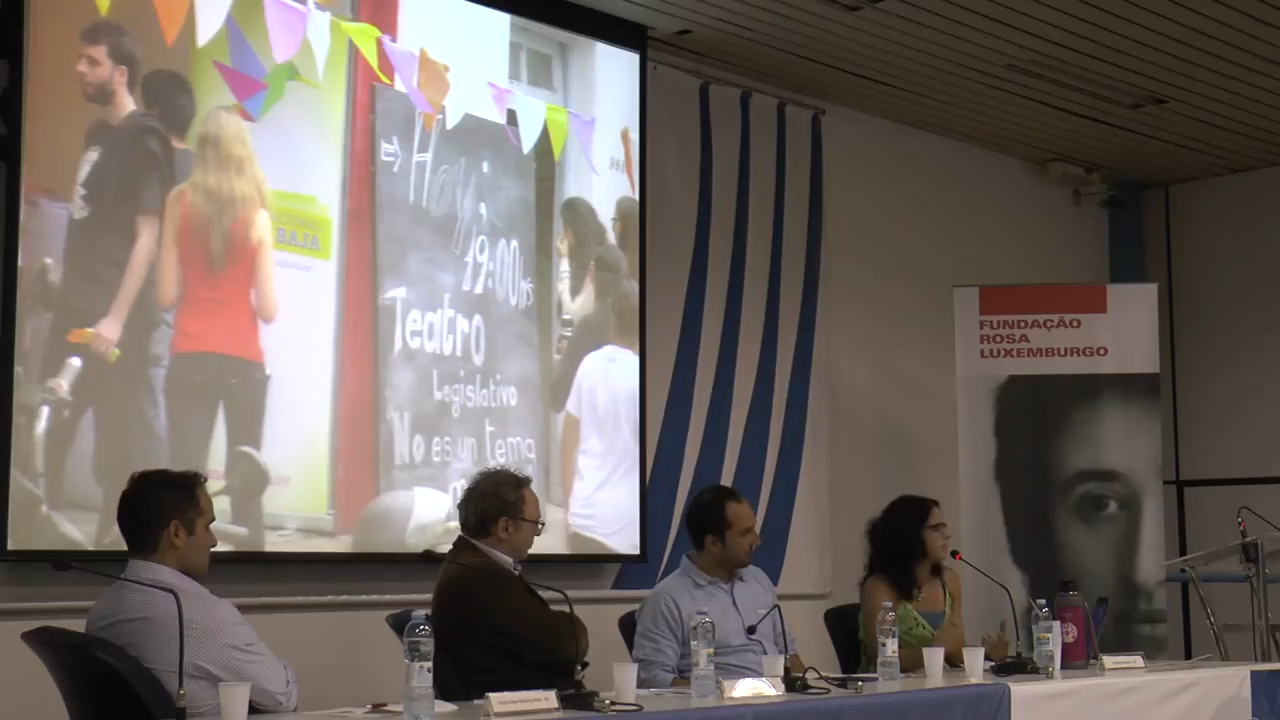 Hoy,
19:00hs
Teatro
Legislativo
No es un tema
BAJA
FUNDAÇÃO
ROSA
LUXEMBURGO